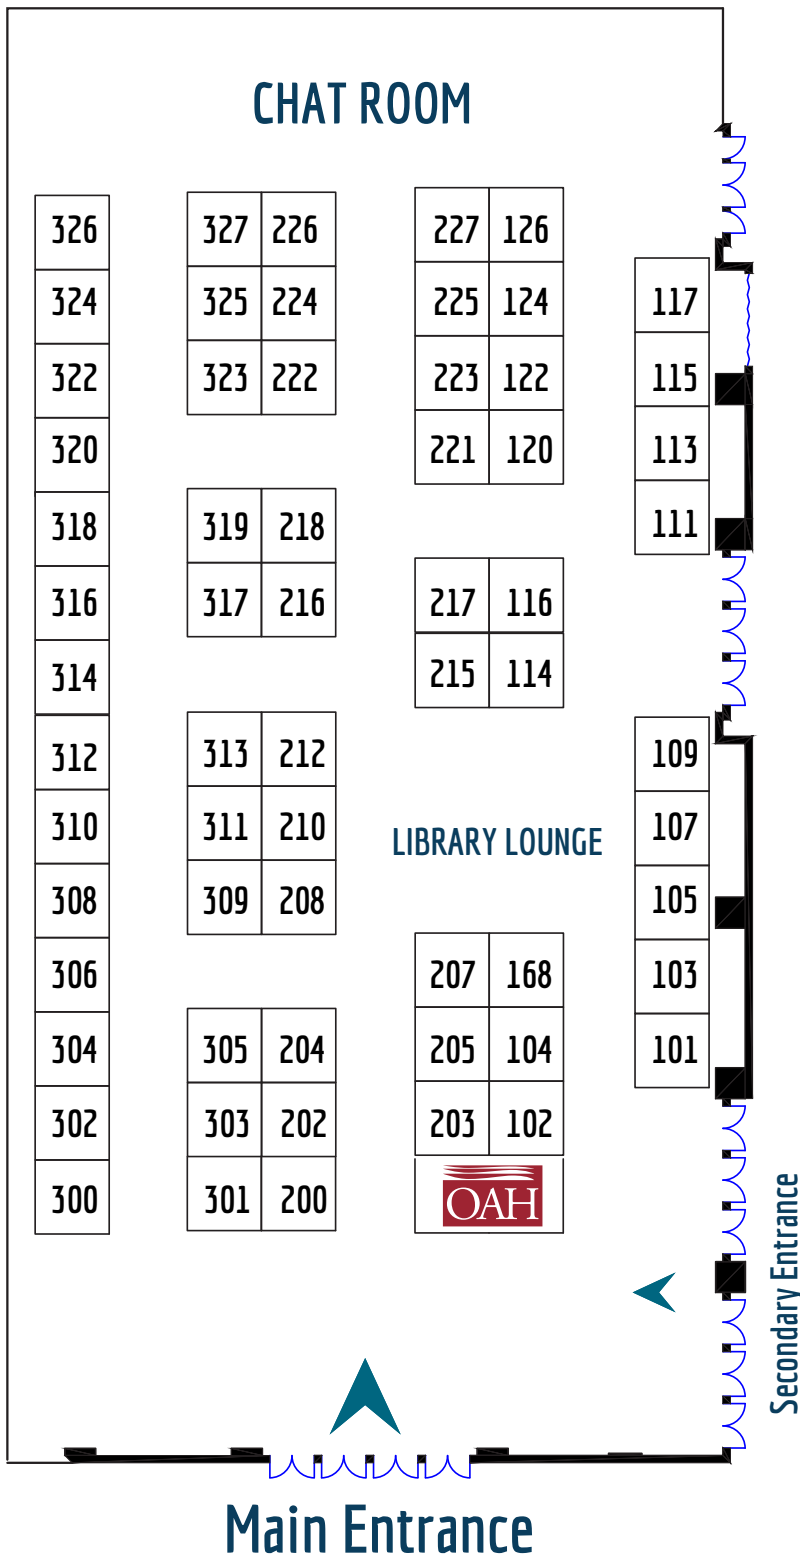 CHAT ROOM
326 327 226 227 126
324 325 224 225 124 117
322 323 222 223 122 115
320 221 120 113
318 319 218 111
316 317 216 217 116
314 215 114
312 313 212 109
310 311 210 LIBRARY LOUNGE 107
308 309 208 105
306 207 168 103
304 305 204 205 104 101
302 303 202 203 102
300 301 200 OAH
Secondary Entrance
Main Entrance